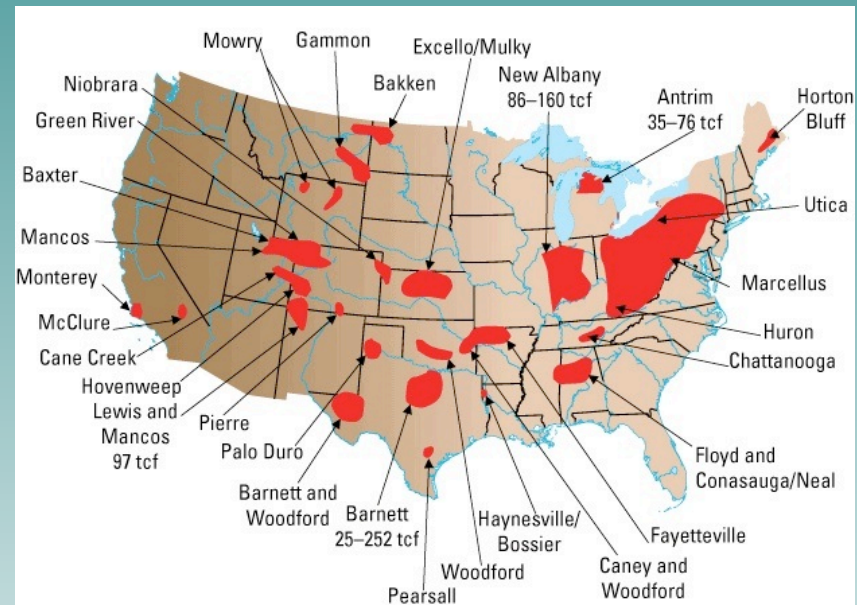 Mowry
Gammon
Excello/Mulky
Niobrara
Bakken
New Albany
86–160 tcf
Antrim
35–76 tcf
Horton
Bluff
Green River
Baxter
Utica
Mancos
Monterey
Marcellus
McClure
Huron
Cane Creek
Chattanooga
Hovenweep
Lewis and
Mancos
97 tcf
Pierre
Palo Duro
Floyd and
Conasauga/Neal
Barnett and
Woodford
Barnett
25–252 tcf
Haynesville/
Bossier
Fayetteville
Woodford
Caney and
Woodford
Pearsall